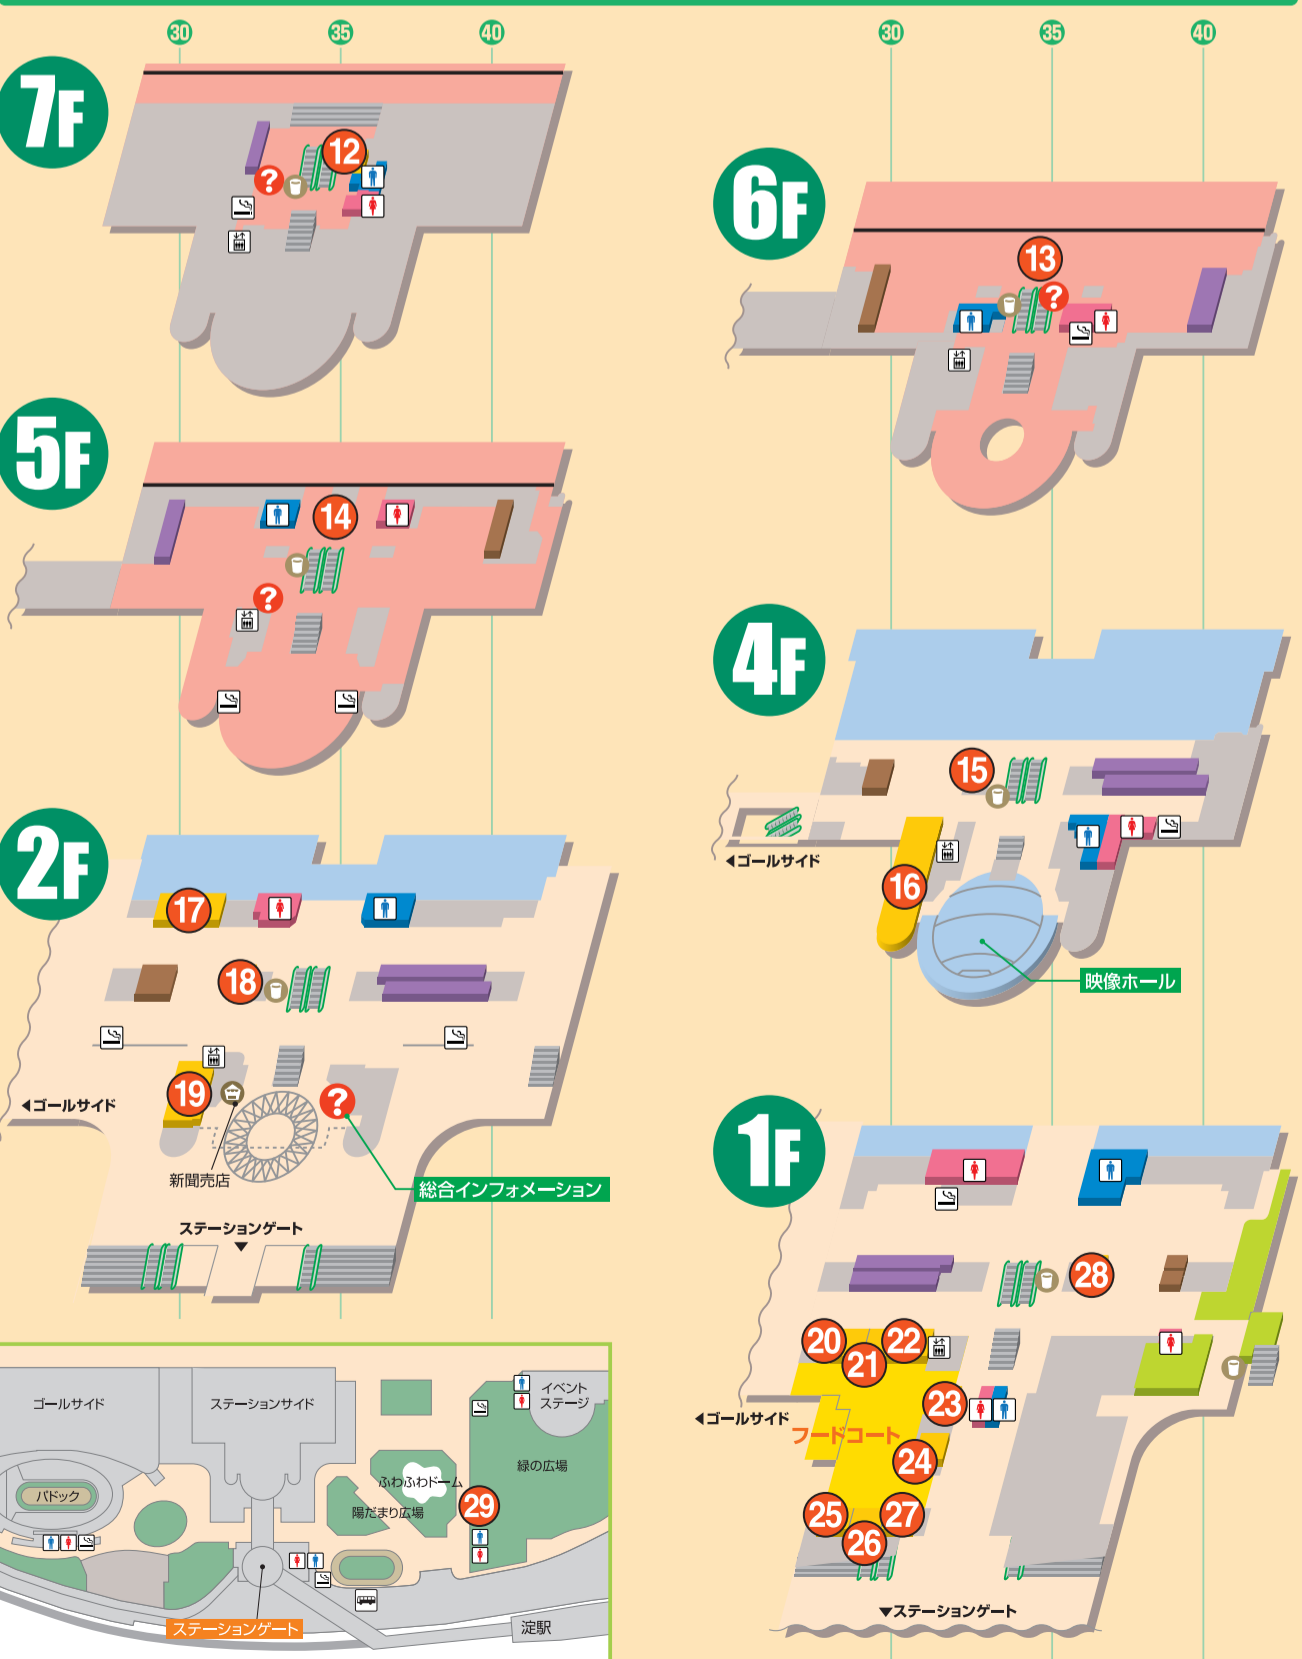 30
35
40
30
35
40
7F
12
?
6F
13
?
5F
14
?
4F
15
16
◀ゴールサイド
映像ホール
2F
17
18
19
?
◀ゴールサイド
新聞売店
総合インフォメーション
ステーションゲート
▼
1F
28
20
21
22
23
◀ゴールサイド
フードコート
24
25
26
27
▼ステーションゲート
ゴールサイド
ステーションサイド
イベント
ステージ
緑の広場
ふわふわドーム
陽だまり広場
29
パドック
ステーションゲート
淀駅